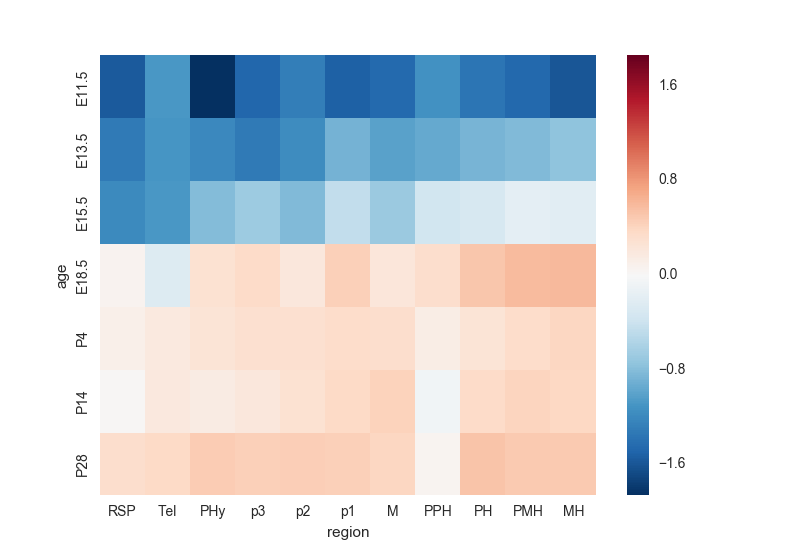 E11.5
E13.5
E15.5
E18.5
P4
P14
P28
age
RSP Tel PHy p3 p2 p1 M PPH PH PMH MH
region
1.6
0.8
0.0
−0.8
−1.6